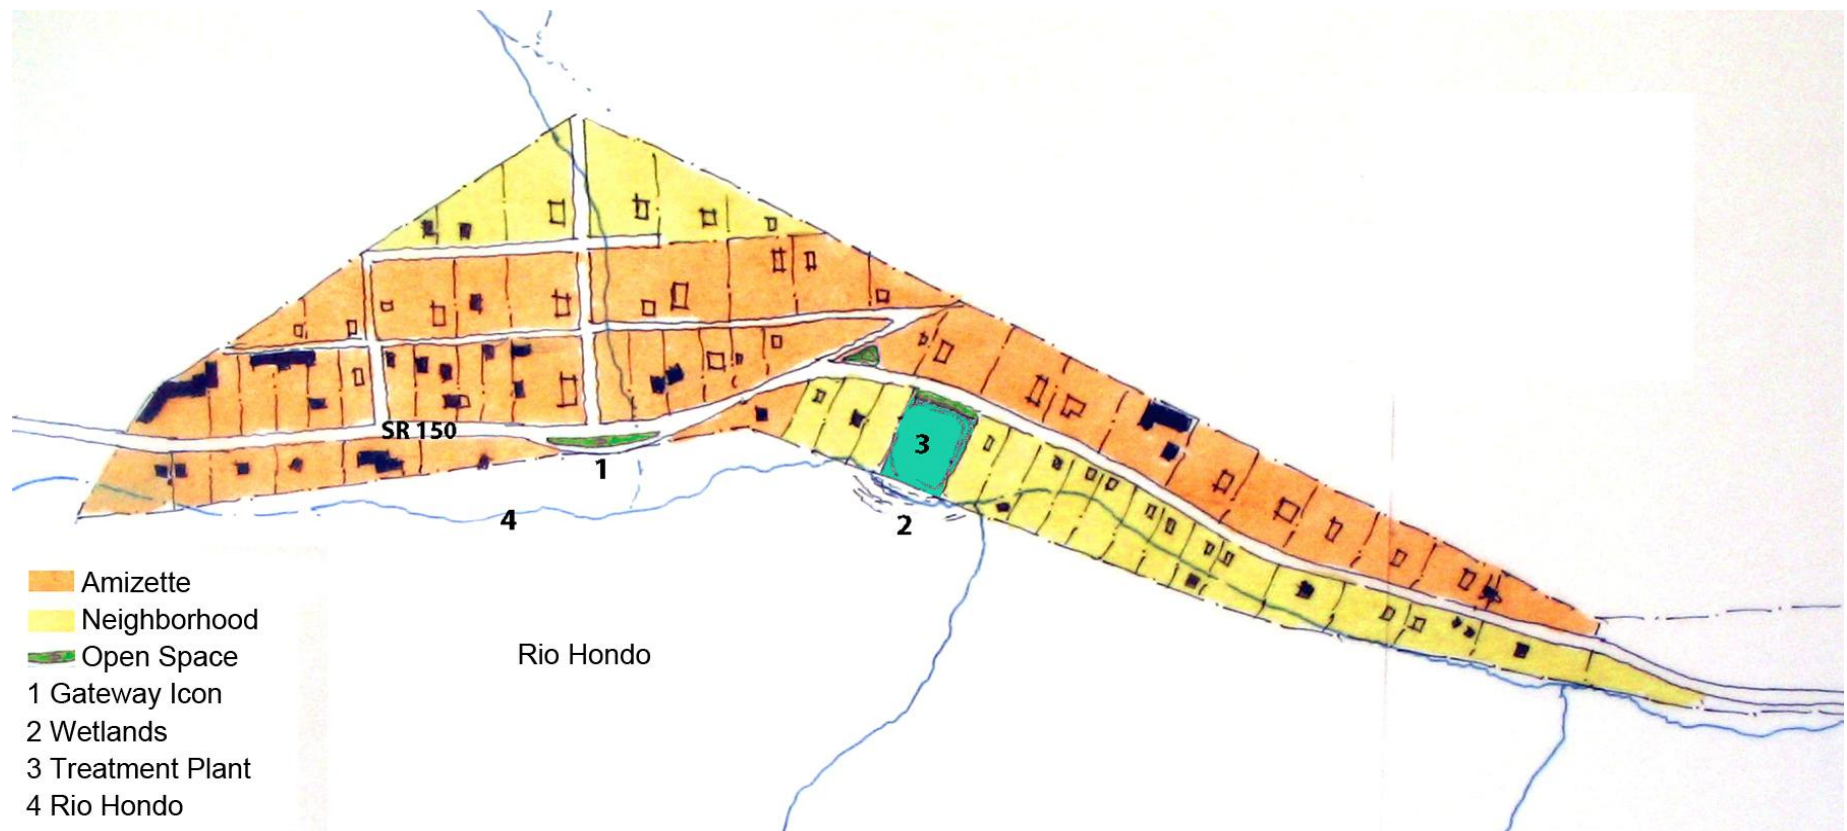 3
SR 150
1
4
2
Amizette
Neighborhood
Open Space
1 Gateway Icon
2 Wetlands
3 Treatment Plant
4 Rio Hondo
Rio Hondo